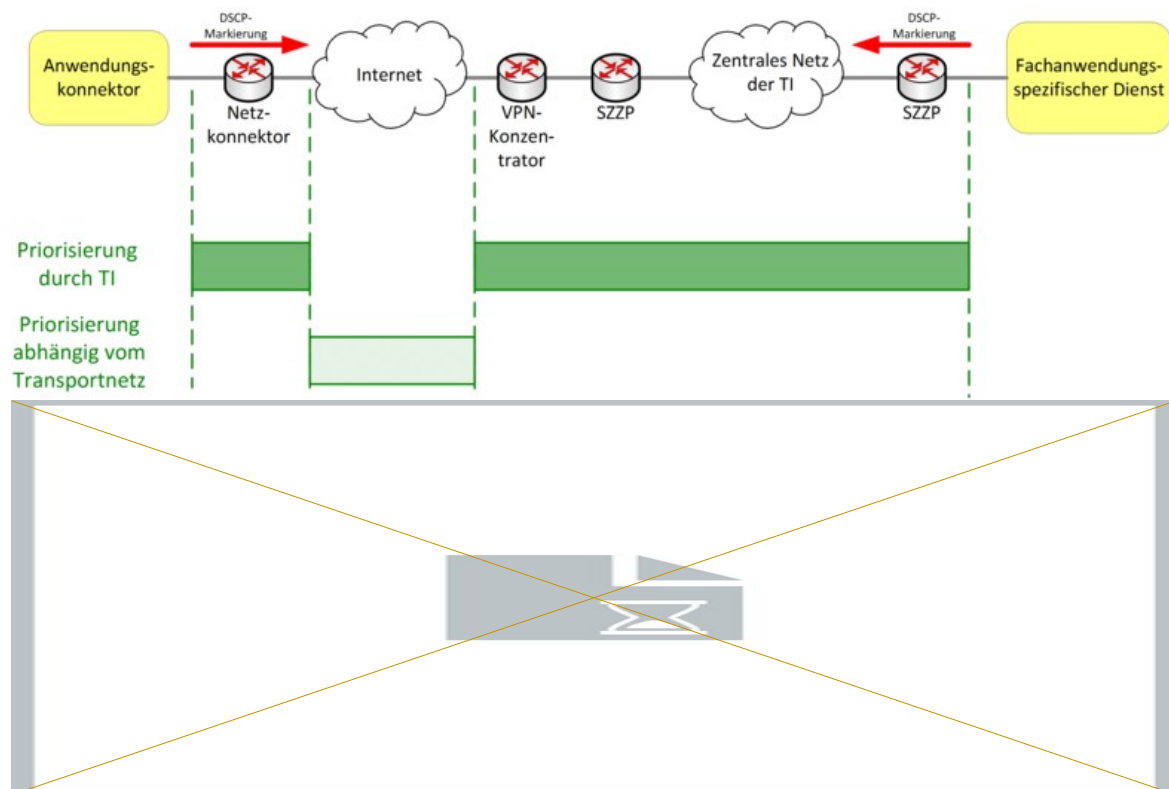 DSCP-
Markierung
DSCP-
Markierung
Anwendungs-
konnektor
Internet
Zentrales Netz
der TI
Fachanwendungs-
spezifischer Dienst
Netz-
konnektor
VPN-
Konzen-
trator
SZZP
SZZP
Priorisierung
durch TI
Priorisierung
abhängig vom
Transportnetz